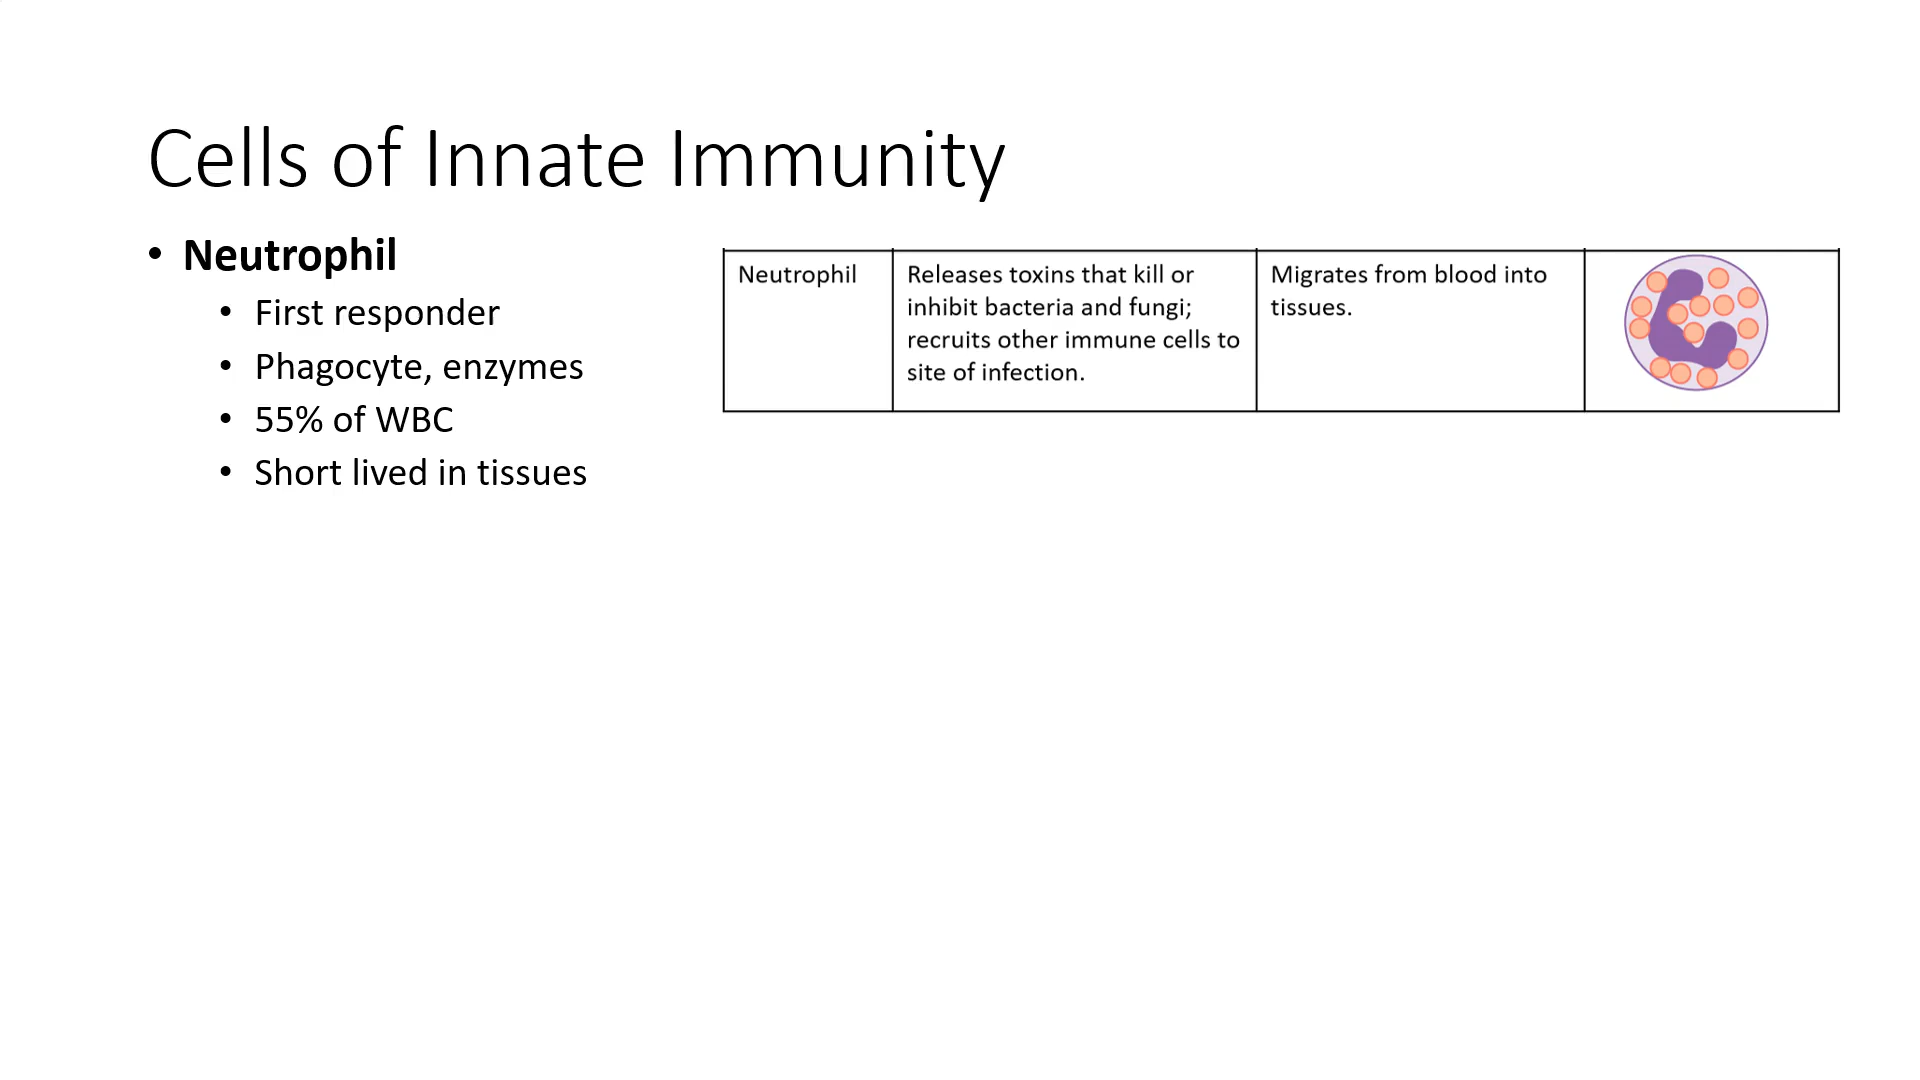 Cells of Innate Immunity
• Neutrophil
• First responder
• Phagocyte, enzymes
• 55% of WBC
• Short lived in tissues
Neutrophil
Releases toxins that kill or
inhibit bacteria and fungi;
recruits other immune cells to
site of infection.
Migrates from blood into
tissues.